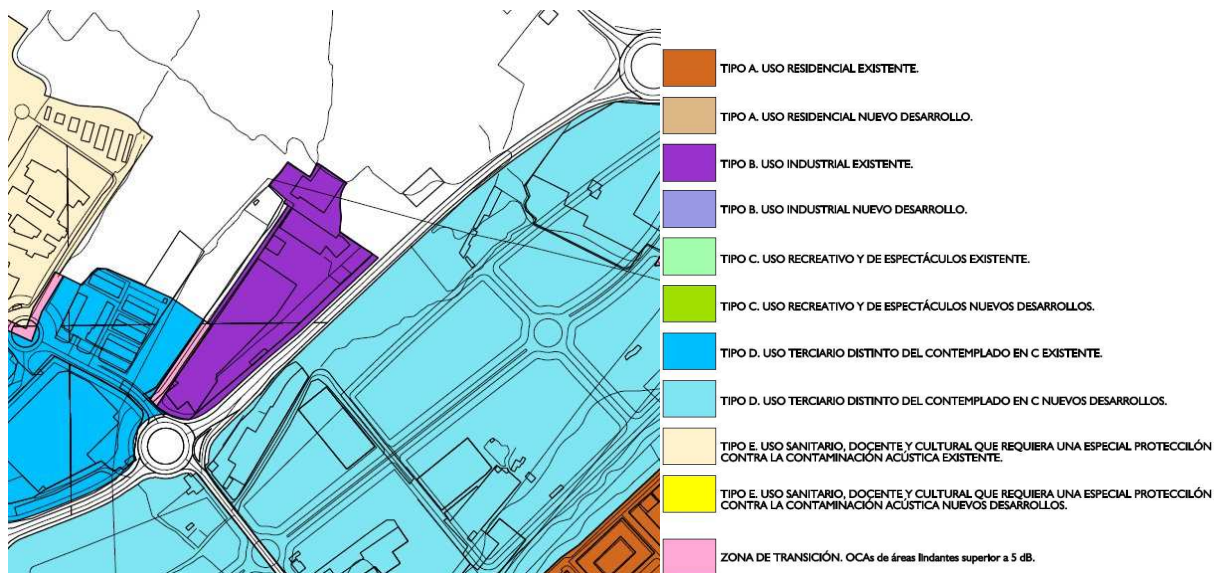 TIPO A. USO RESIDENCIAL EXISTENTE.
TIPO A. USO RESIDENCIAL NUEVO DESARROLLO.
TIPO B. USO INDUSTRIAL EXISTENTE.
TIPO B. USO INDUSTRIAL NUEVO DESARROLLO.
TIPO C. USO RECREATIVO Y DE ESPECTÁCULOS EXISTENTE.
TIPO C. USO RECREATIVO Y DE ESPECTÁCULOS NUEVOS DESARROLLOS.
TIPO D. USO TERCIARIO DISTINTO DEL CONTEMPLADO EN C EXISTENTE.
TIPO D. USO TERCIARIO DISTINTO DEL CONTEMPLADO EN C NUEVOS DESARROLLOS.
TIPO E. USO SANITARIO, DOCENTE Y CULTURAL QUE REQUIERA UNA ESPECIAL PROTECCILÓN
CONTRA LA CONTAMINACIÓN ACÚSTICA EXISTENTE.
TIPO E. USO SANITARIO, DOCENTE Y CULTURAL QUE REQUIERA UNA ESPECIAL PROTECCILÓN
CONTRA LA CONTAMINACIÓN ACÚSTICA NUEVOS DESARROLLOS.
ZONA DE TRANSICIÓN. OCAs de áreas lindantes superior a 5 dB.